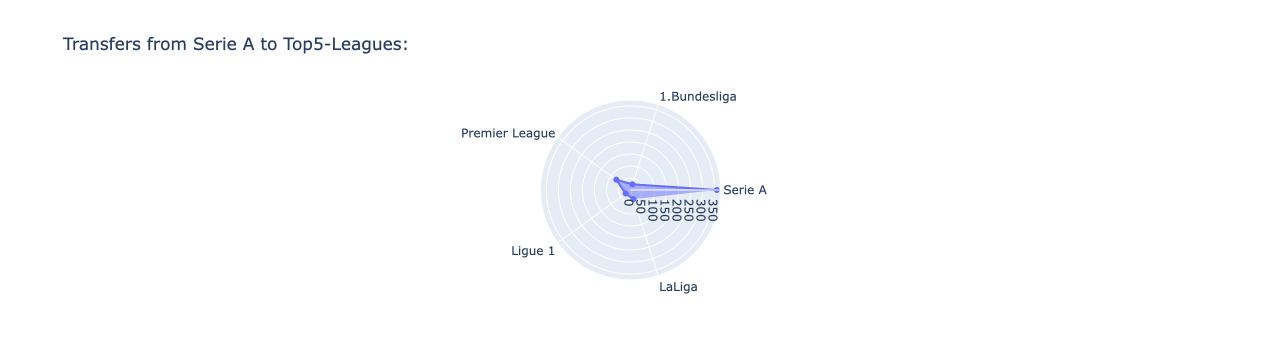 Transfers from Serie A to Top5-Leagues:
1.Bundesliga
Premier League
Serie A
0
50
100
150
200
250
300
350
Ligue 1
LaLiga